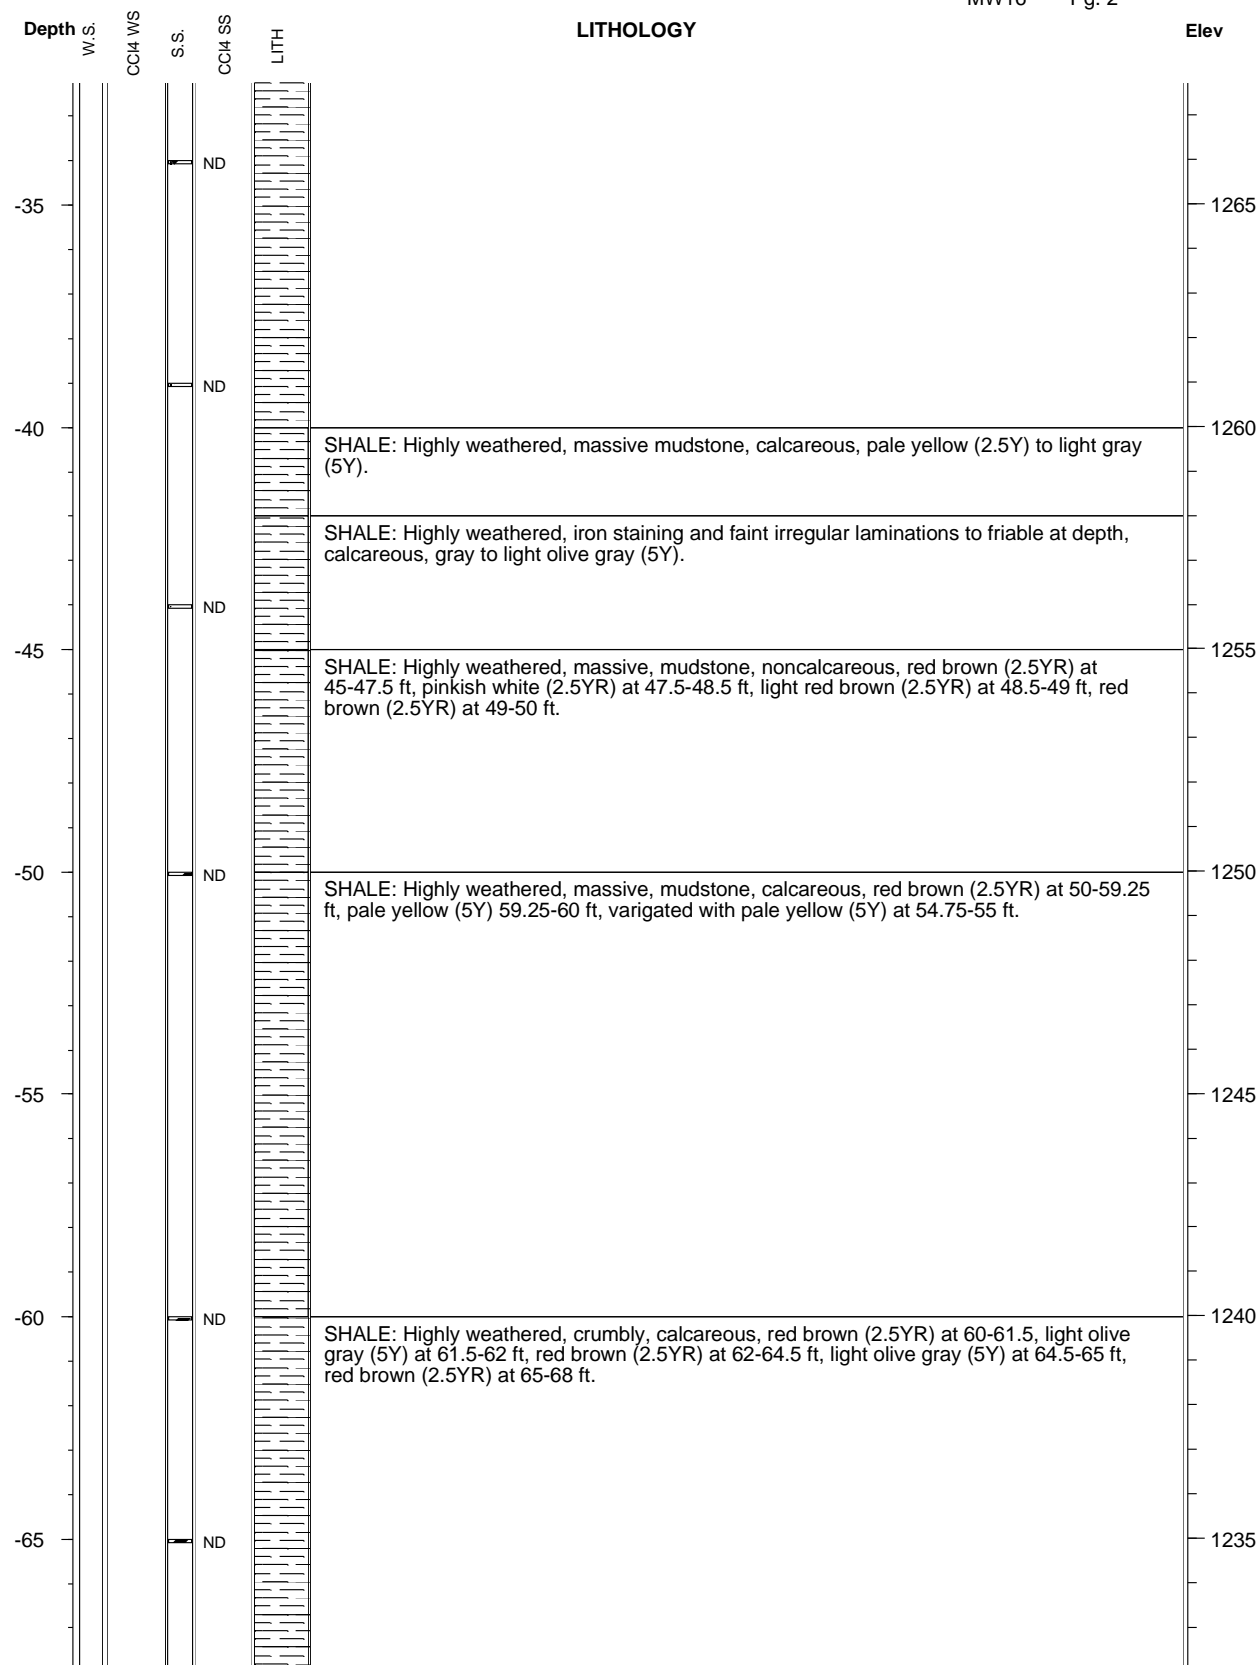 Pg. 2
Depth W.S. CCl4 WS S.S. CCl4 SS LITH LITHOLOGY Elev
ND
-35 1265
ND
-40 1260
SHALE: Highly weathered, massive mudstone, calcareous, pale yellow (2.5Y) to light gray
(5Y).
SHALE: Highly weathered, iron staining and faint irregular laminations to friable at depth,
calcareous, gray to light olive gray (5Y).
ND
-45 1255
SHALE: Highly weathered, massive, mudstone, noncalcareous, red brown (2.5YR) at
45-47.5 ft, pinkish white (2.5YR) at 47.5-48.5 ft, light red brown (2.5YR) at 48.5-49 ft, red
brown (2.5YR) at 49-50 ft.
-50 ND 1250
SHALE: Highly weathered, massive, mudstone, calcareous, red brown (2.5YR) at 50-59.25
ft, pale yellow (5Y) 59.25-60 ft, varigated with pale yellow (5Y) at 54.75-55 ft.
-55 1245
-60 ND 1240
SHALE: Highly weathered, crumbly, calcareous, red brown (2.5YR) at 60-61.5, light olive
gray (5Y) at 61.5-62 ft, red brown (2.5YR) at 62-64.5 ft, light olive gray (5Y) at 64.5-65 ft,
red brown (2.5YR) at 65-68 ft.
-65 ND 1235